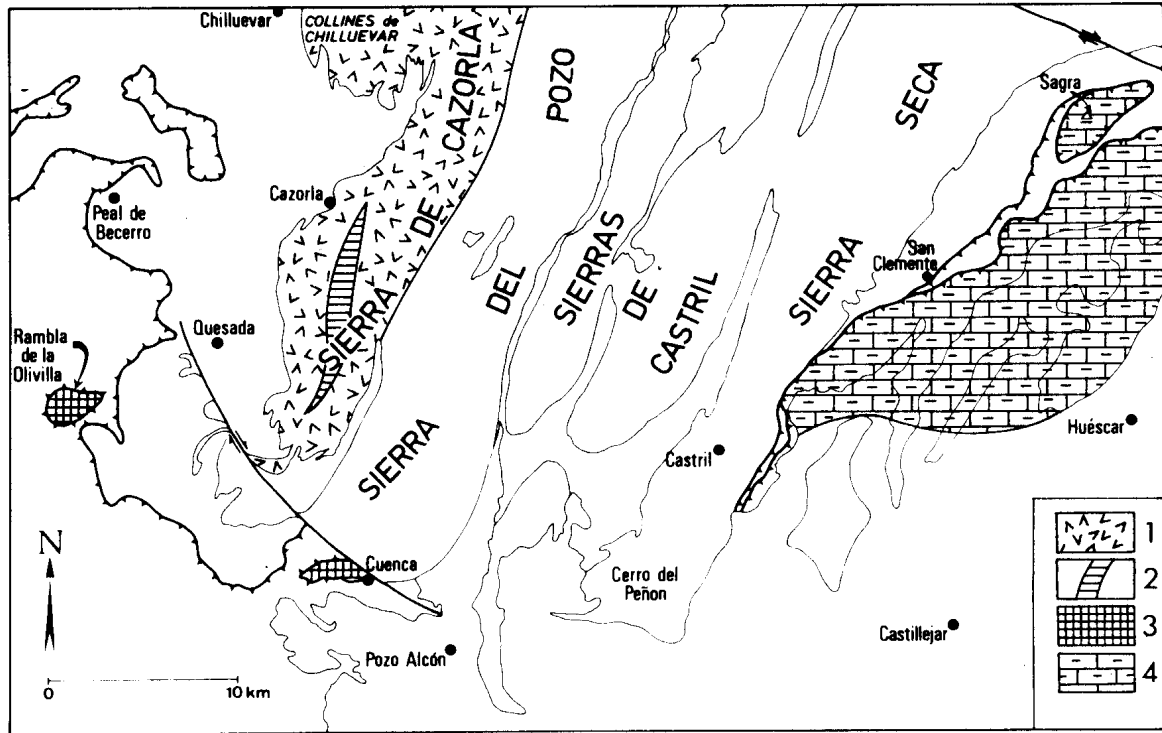 Chilluevar
COLLINES de
CHILLUEVAR
SIERRA DE CAZORLA
SIERRA DEL POZO
SIERRAS DE CASTRIL
SIERRA SECA
Sagra
Cazorla
Peal de
Becerro
San
Clemente
Quesada
Rambla
de la
Olivilla
Huéscar
Castril
Cuenca
Cerro del
Peñon
Castillejar
Pozo Alcón
N
0 10 km
1
2
3
4